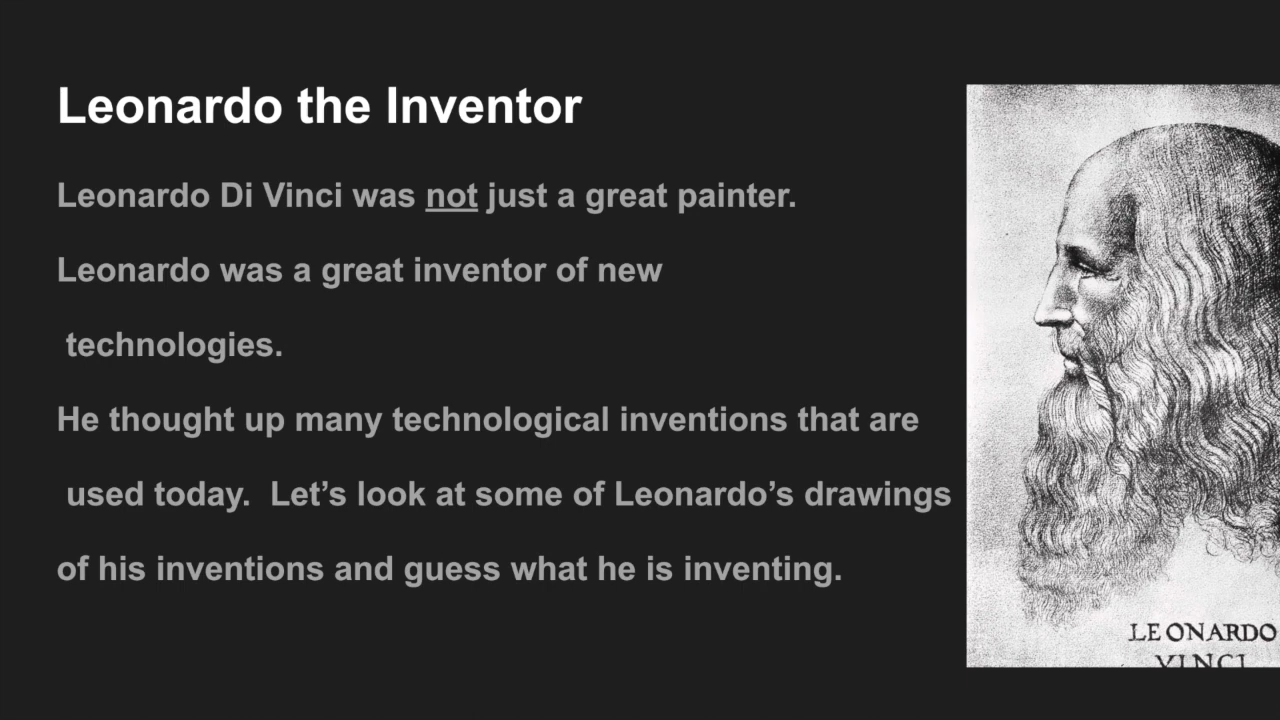 Leonardo the Inventor
Leonardo Di Vinci was not just a great painter.
Leonardo was a great inventor of new
technologies.
He thought up many technological inventions that are
used today.  Let’s look at some of Leonardo’s drawings
of his inventions and guess what he is inventing.
LEONARDO
VINCI